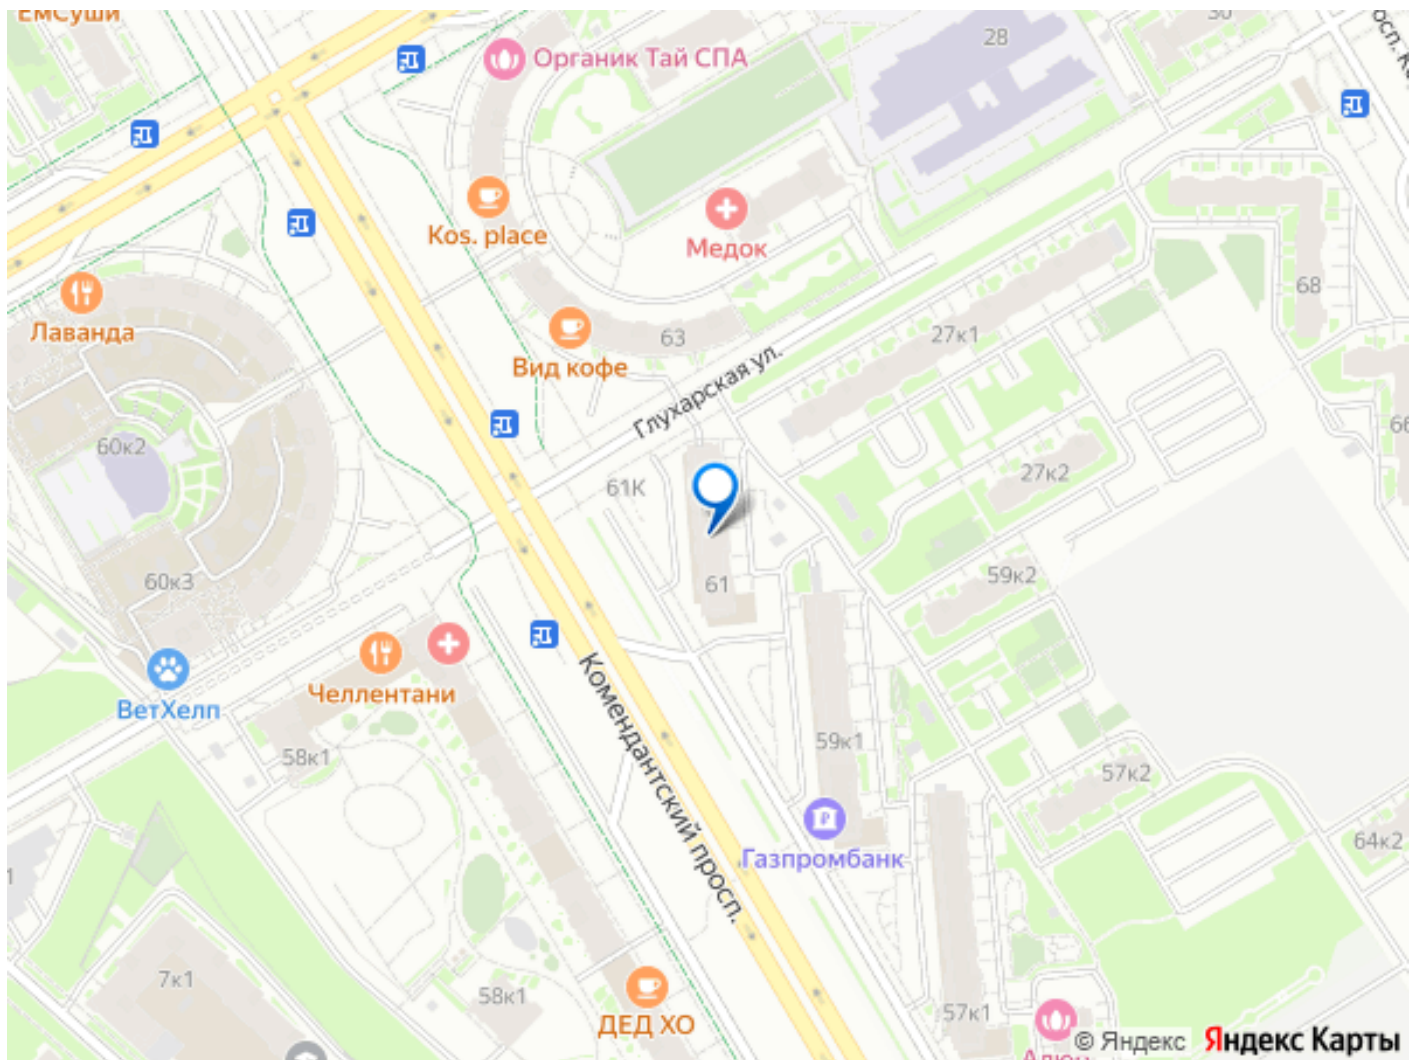 ЕмСуши
Органик Тай СПА
28
Kos. place
Медок
Лаванда
Вид кофе
63
27к1
68
Глухарская ул.
60к2
61К
27к2
60к3
61
59к2
Челлентани
ВетХелп
58к1
Комендантский просп.
59к1
57к2
Газпромбанк
64к2
7к1
58к1
ДЕД ХО
57к1
© Яндекс
Яндекс Карты